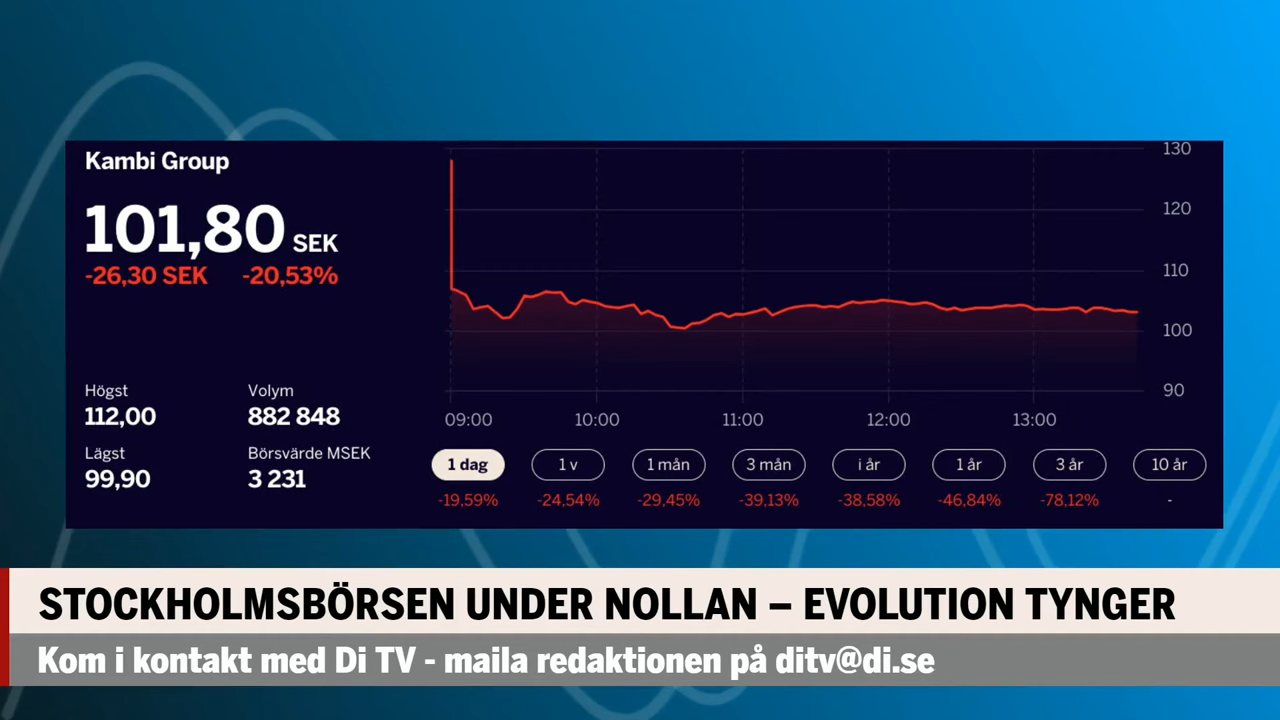 Kambi Group
101,80 SEK
-26,30 SEK -20,53%
Högst Volym
112,00 882 848
Lägst Börsvärde MSEK
99,90 3 231
130
120
110
100
90
09:00 10:00 11:00 12:00 13:00
1 dag 1 v 1 mån 3 mån i år 1 år 3 år 10 år
-19,59% -24,54% -29,45% -39,13% -38,58% -46,84% -78,12% -
STOCKHOLMSBÖRSEN UNDER NOLLAN – EVOLUTION TYNGER
Kom i kontakt med Di TV - maila redaktionen på ditv@di.se